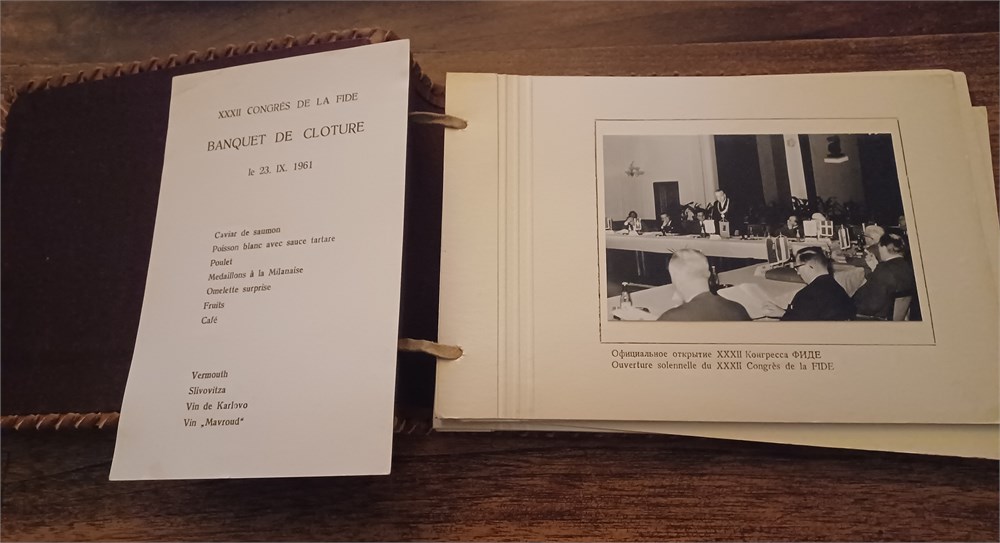 XXXII CONGRÈS DE LA FIDE
BANQUET DE CLOTURE
le 23. IX. 1961
Caviar de saumon
Poisson blanc avec sauce tartare
Poulet
Medaillons à la Milanaise
Omelette surprise
Fruits
Café
Vermouth
Slivovitza
Vin de Karlovo
Vin „Mavroud“
Официальное открытие XXXII Конгресса ФИДЕ
Ouverture solennelle du XXXII Congrès de la FIDE